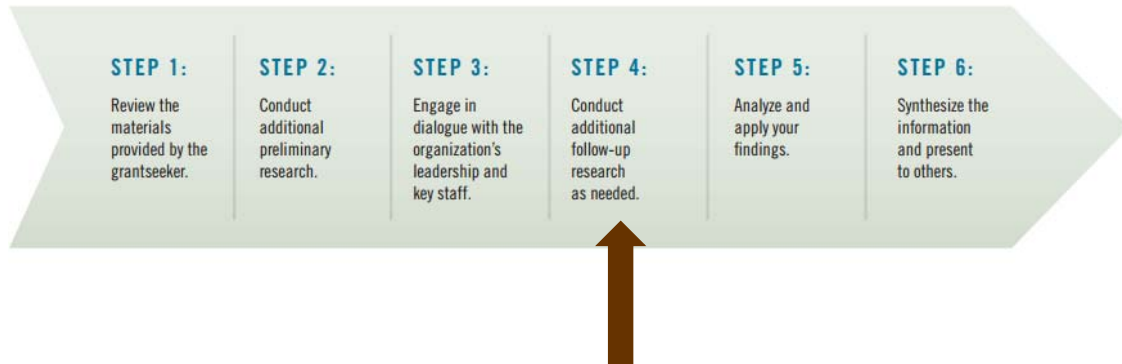 STEP 1:
Review the
materials
provided by the
grantseeker.
STEP 2:
Conduct
additional
preliminary
research.
STEP 3:
Engage in
dialogue with the
organization's
leadership and
key staff.
STEP 4:
Conduct
additional
follow-up
research
as needed.
STEP 5:
Analyze and
apply your
findings.
STEP 6:
Synthesize the
information
and present
to others.